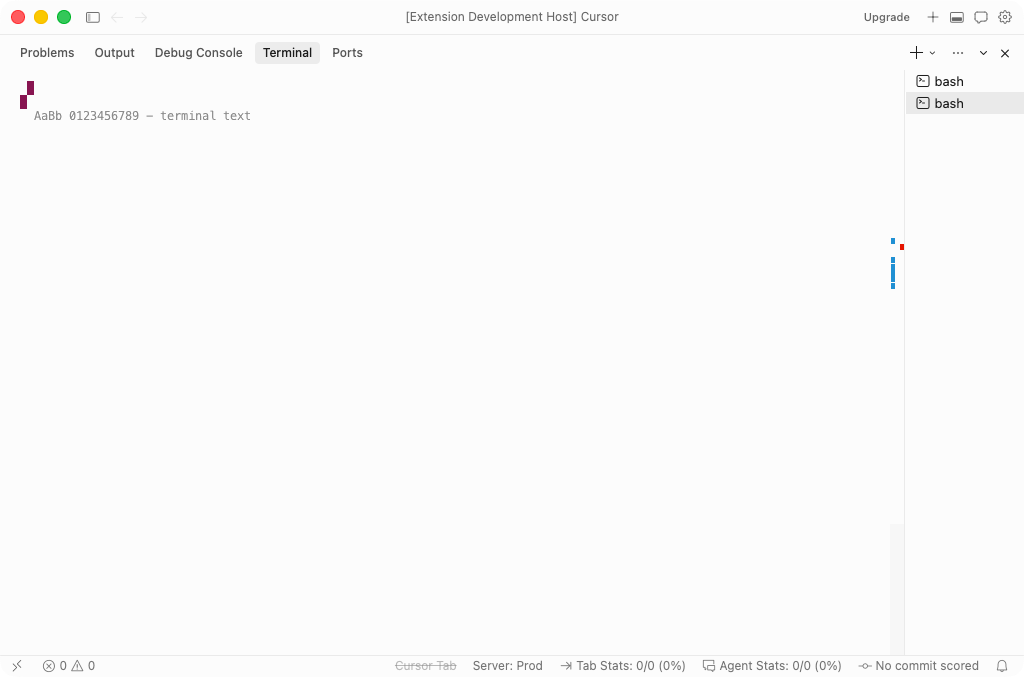 [Extension Development Host] Cursor
Upgrade
Problems Output Debug Console Terminal Ports
AaBb 0123456789 — terminal text
bash
bash
0 0 Cursor Tab Server: Prod Tab Stats: 0/0 (0%) Agent Stats: 0/0 (0%) No commit scored